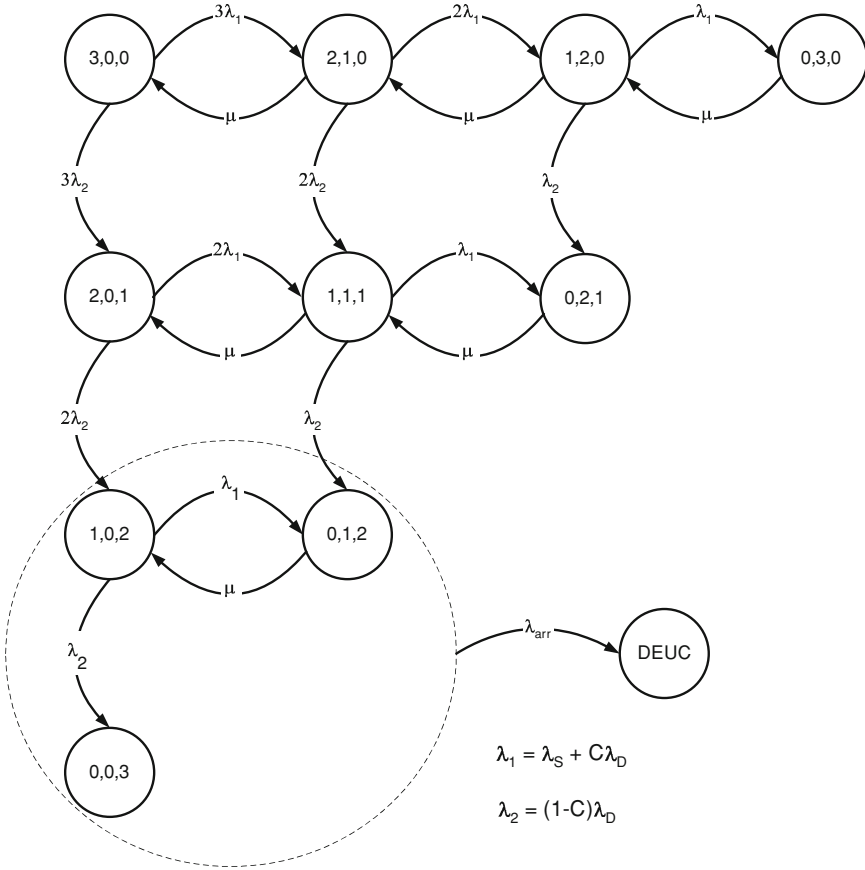 3λ₁ 2λ₁ λ₁
3,0,0 2,1,0 1,2,0 0,3,0
μ μ μ
3λ₂ 2λ₂ λ₂
2λ₁ λ₁
2,0,1 1,1,1 0,2,1
μ μ
2λ₂ λ₂
λ₁
1,0,2 0,1,2
μ
λ₂
λarr
DEUC
0,0,3
λ₁ = λS + CλD
λ₂ = (1-C)λD